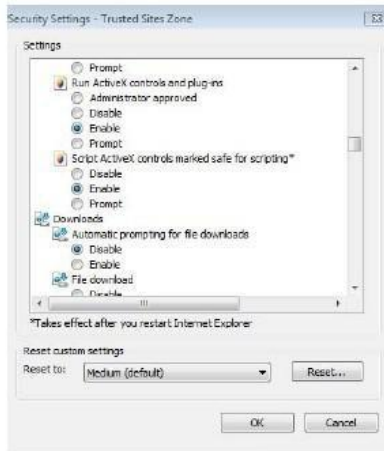 Security Settings - Trusted Sites Zone
Settings
Prompt
Run ActiveX controls and plug-ins
Administrator approved
Disable
Enable
Prompt
Script ActiveX controls marked safe for scripting*
Disable
Enable
Prompt
Downloads
Automatic prompting for file downloads
Disable
Enable
File download
Disable
*Takes effect after you restart Internet Explorer
Reset custom settings
Reset to: Medium (default) Reset...
OK Cancel